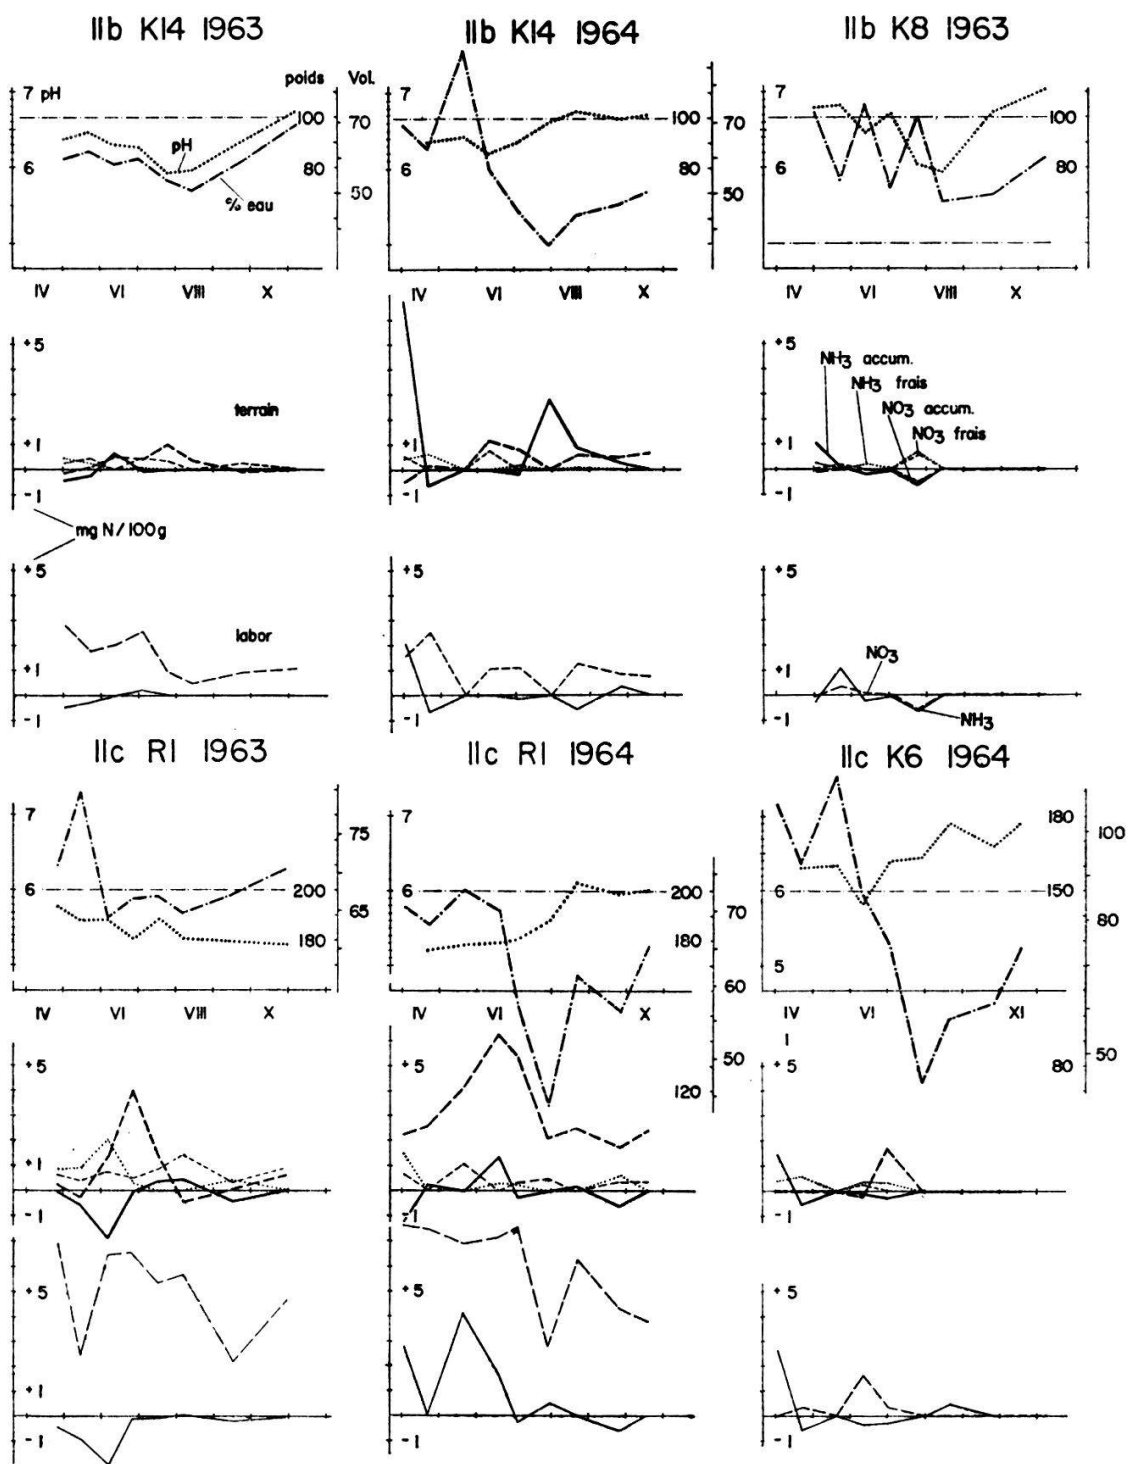 IIb K14 1963
IIb K14 1964
IIb K8 1963
7 pH
poids
Vol.
100
70
pH
6
80
% eau
50
7
100
70
6
80
50
7
100
6
80
IV VI VIII X
IV VI VIII X
IV VI VIII X
+5
terrain
+1
-1
+1
-1
+5
NH3 accum.
NH3 frais
NO3 accum.
NO3 frais
+1
-1
mg N/100g
+5
labor
+1
-1
+5
+1
-1
+5
NO3
+1
NH3
-1
IIc R1 1963
IIc R1 1964
IIc K6 1964
7
75
6
200
65
180
7
6
200
70
180
60
50
120
180
100
6
150
80
5
50
80
IV VI VIII X
IV VI X
IV VI XI
I
+5
+1
-1
+5
+1
-1
+5
+1
-1
+5
+1
-1
+5
+1
-1
+5
+1
-1